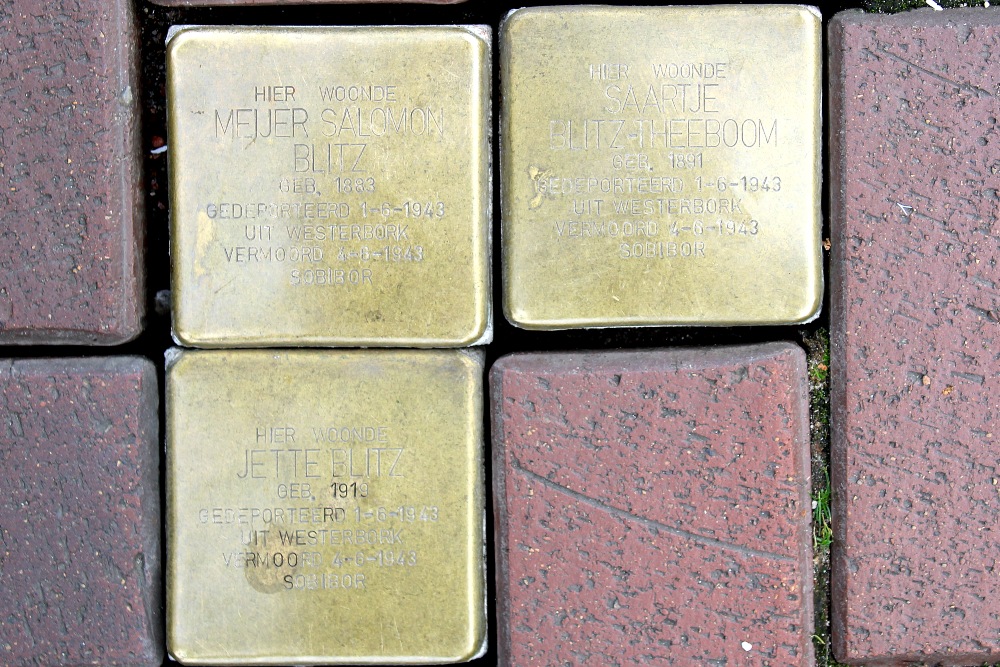 HIER WOONDE
MEIJER SALOMON
BLITZ
GEB. 1883
GEDEPORTEERD 1-6-1943
UIT WESTERBORK
VERMOORD 4-6-1943
SOBIBOR
HIER WOONDE
SAARTJE
BLITZ-THEEBOOM
GEB. 1891
GEDEPORTEERD 1-6-1943
UIT WESTERBORK
VERMOORD 4-6-1943
SOBIBOR
HIER WOONDE
JETTE BLITZ
GEB. 1919
GEDEPORTEERD 1-6-1943
UIT WESTERBORK
VERMOORD 4-6-1943
SOBIBOR